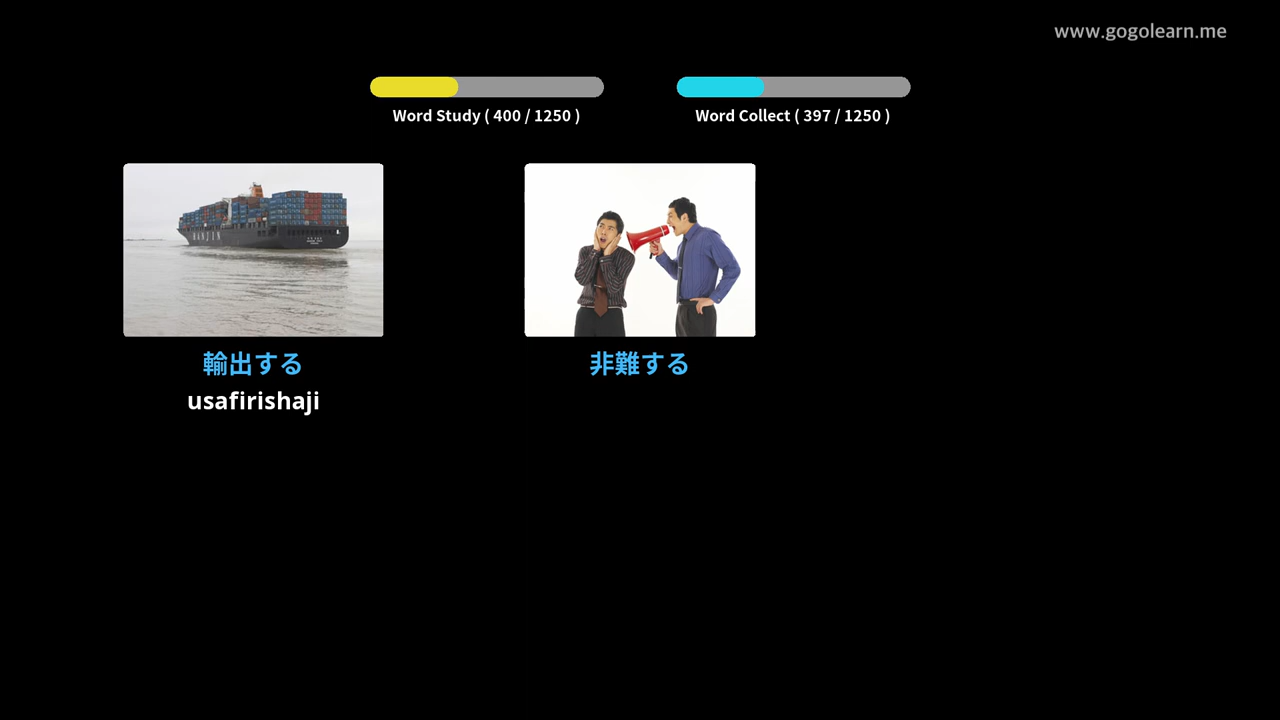 www.gogolearn.me
Word Study ( 400 / 1250 )
Word Collect ( 397 / 1250 )
HANJIN
輸出する
非難する
usafirishaji